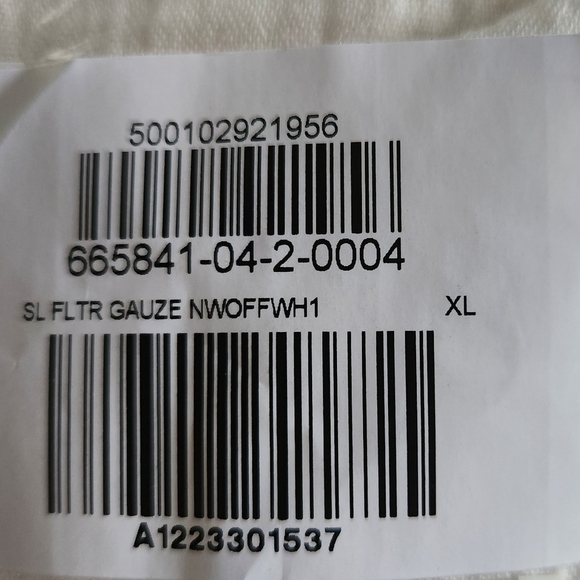 500102921956
665841-04-2-0004
SL FLTR GAUZE NWOFFWH1 XL
A1223301537